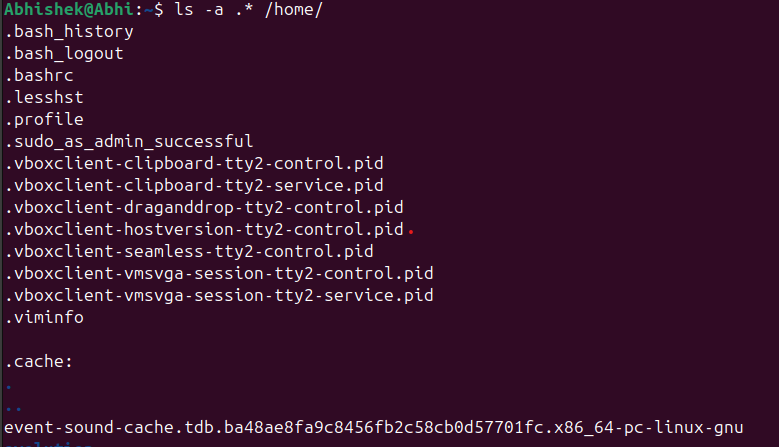 Abhishek@Abhi:~$ ls -a .* /home/
.bash_history
.bash_logout
.bashrc
.lesshst
.profile
.sudo_as_admin_successful
.vboxclient-clipboard-tty2-control.pid
.vboxclient-clipboard-tty2-service.pid
.vboxclient-draganddrop-tty2-control.pid
.vboxclient-hostversion-tty2-control.pid
.vboxclient-seamless-tty2-control.pid
.vboxclient-vmsvga-session-tty2-control.pid
.vboxclient-vmsvga-session-tty2-service.pid
.viminfo
.cache:
.
..
event-sound-cache.tdb.ba48ae8fa9c8456fb2c58cb0d57701fc.x86_64-pc-linux-gnu